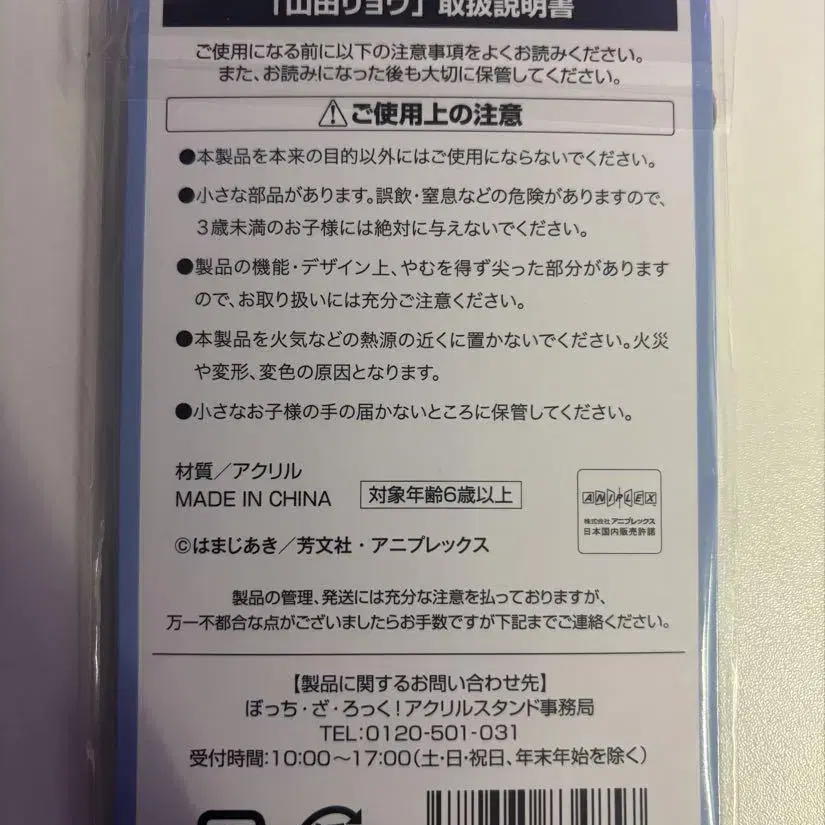 「山田リョウ」取扱説明書
ご使用になる前に以下の注意事項をよくお読みください。
また、お読みになった後も大切に保管してください。
⚠ご使用上の注意
●本製品を本来の目的以外にはご使用にならないでください。
●小さな部品があります。誤飲・窒息などの危険がありますので、
３歳未満のお子様には絶対に与えないでください。
●製品の機能・デザイン上、やむを得ず尖った部分があります
ので、お取り扱いには充分ご注意ください。
●本製品を火気などの熱源の近くに置かないでください。火災
や変形、変色の原因となります。
●小さなお子様の手の届かないところに保管してください。
材質／アクリル
MADE IN CHINA
対象年齢6歳以上
ANIPLEX
株式会社アニプレックス
日本国内販売許諾
©はまじあき／芳文社・アニプレックス
製品の管理、発送には充分な注意を払っておりますが、
万一不都合な点がございましたらお手数ですが下記までご連絡ください。
【製品に関するお問い合わせ先】
ぼっち・ざ・ろっく！アクリルスタンド事務局
TEL:0120-501-031
受付時間:10:00〜17:00(土・日・祝日、年末年始を除く)